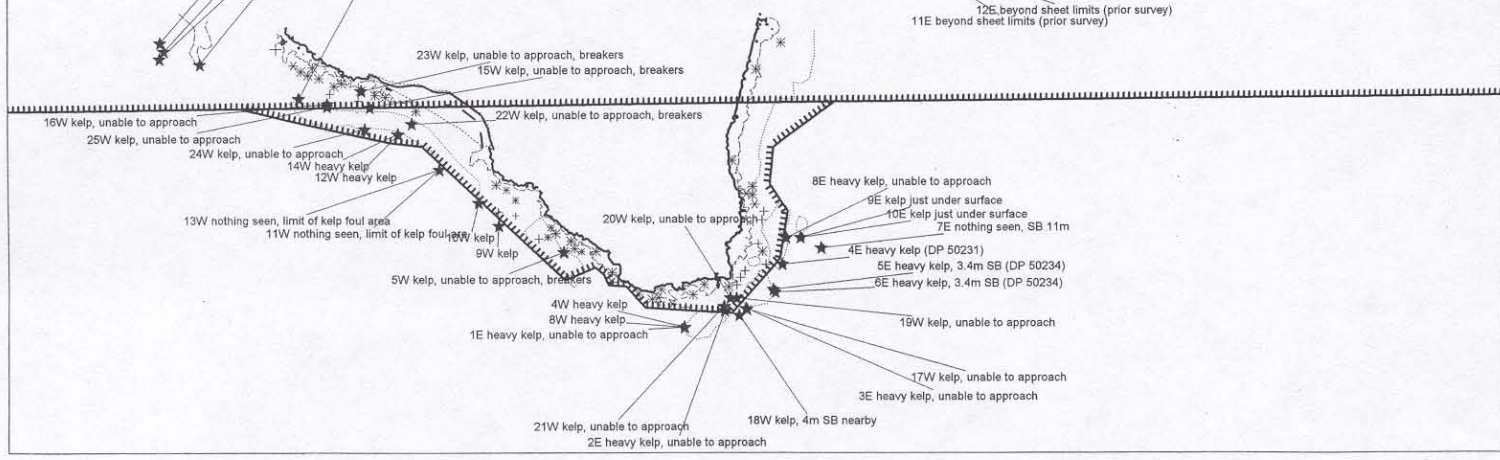 12E beyond sheet limits (prior survey)
11E beyond sheet limits (prior survey)
23W kelp, unable to approach, breakers
15W kelp, unable to approach, breakers
16W kelp, unable to approach
22W kelp, unable to approach, breakers
25W kelp, unable to approach
24W kelp, unable to approach
14W heavy kelp
12W heavy kelp
8E heavy kelp, unable to approach
9E kelp just under surface
10E kelp just under surface
13W nothing seen, limit of kelp foul area
20W kelp, unable to approach
7E nothing seen, SB 11m
11W nothing seen, limit of kelp foul area
10W kelp
9W kelp
4E heavy kelp (DP 50231)
5E heavy kelp, 3.4m SB (DP 50234)
5W kelp, unable to approach, breakers
6E heavy kelp, 3.4m SB (DP 50234)
4W heavy kelp
8W heavy kelp
19W kelp, unable to approach
1E heavy kelp, unable to approach
17W kelp, unable to approach
3E heavy kelp, unable to approach
18W kelp, 4m SB nearby
21W kelp, unable to approach
2E heavy kelp, unable to approach